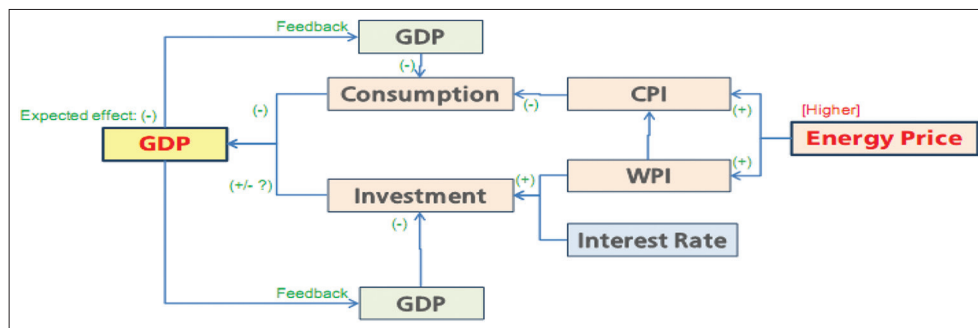 Feedback
GDP
(-)
Consumption
(-)
CPI
(+)
[Higher]
Energy Price
(-)
Expected effect: (-)
GDP
(+/- ?)
Investment
(+)
WPI
(+)
(-)
Interest Rate
Feedback
GDP